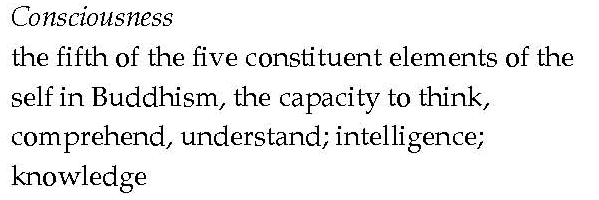 Consciousness
the fifth of the five constituent elements of the
self in Buddhism, the capacity to think,
comprehend, understand; intelligence;
knowledge